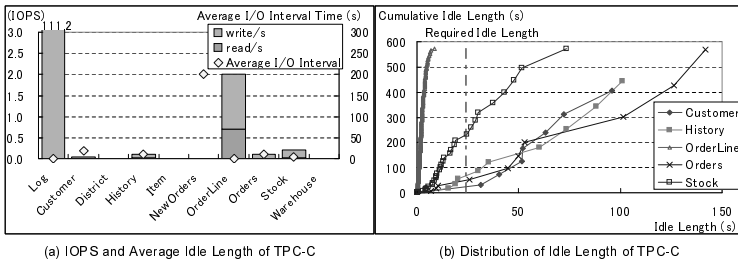 (IOPS)
111.2
Average I/O Interval Time (s)
3.0
2.5
2.0
1.5
1.0
0.5
0.0
write/s
read/s
Average I/O Interval
300
250
200
150
100
50
0
Log
Customer
District
History
Item
NewOrders
OrderLine
Orders
Stock
Warehouse
(a) IOPS and Average Idle Length of TPC-C
Cumulative Idle Length (s)
Required Idle Length
600
500
400
300
200
100
0
Customer
History
OrderLine
Orders
Stock
0
50
100
150
Idle Length (s)
(b) Distribution of Idle Length of TPC-C